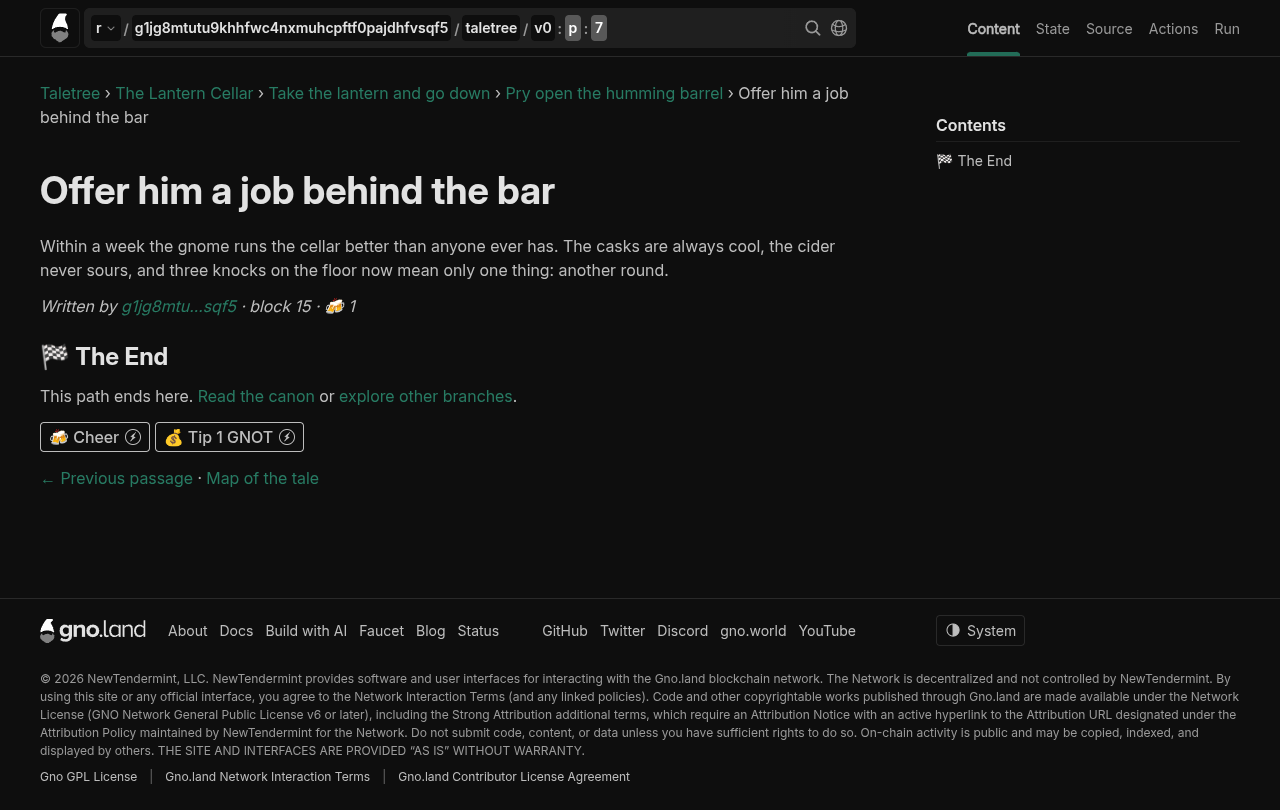 r / g1jg8mtutu9khhfwc4nxmuhcpftf0pajdhfvsqf5 / taletree / v0 : p : 7
Content State Source Actions Run
Taletree › The Lantern Cellar › Take the lantern and go down › Pry open the humming barrel › Offer him a job
behind the bar
Contents
🏁 The End
Offer him a job behind the bar
Within a week the gnome runs the cellar better than anyone ever has. The casks are always cool, the cider
never sours, and three knocks on the floor now mean only one thing: another round.
Written by g1jg8mtu...sqf5 · block 15 · 🍻 1
🏁 The End
This path ends here. Read the canon or explore other branches.
🍻 Cheer 💰 Tip 1 GNOT
← Previous passage · Map of the tale
gno.land About Docs Build with AI Faucet Blog Status GitHub Twitter Discord gno.world YouTube System
© 2026 NewTendermint, LLC. NewTendermint provides software and user interfaces for interacting with the Gno.land blockchain network. The Network is decentralized and not controlled by NewTendermint. By
using this site or any official interface, you agree to the Network Interaction Terms (and any linked policies). Code and other copyrightable works published through Gno.land are made available under the Network
License (GNO Network General Public License v6 or later), including the Strong Attribution additional terms, which require an Attribution Notice with an active hyperlink to the Attribution URL designated under the
Attribution Policy maintained by NewTendermint for the Network. Do not submit code, content, or data unless you have sufficient rights to do so. On-chain activity is public and may be copied, indexed, and
displayed by others. THE SITE AND INTERFACES ARE PROVIDED “AS IS” WITHOUT WARRANTY.
Gno GPL License | Gno.land Network Interaction Terms | Gno.land Contributor License Agreement